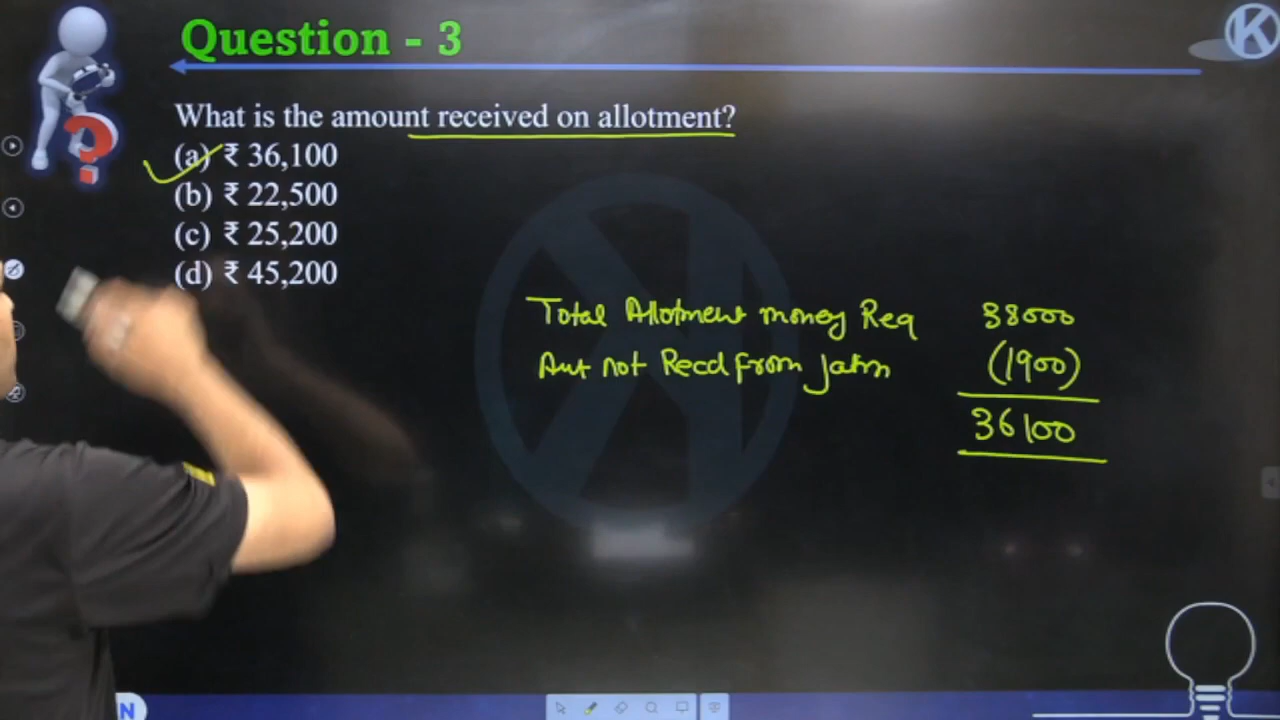 Question - 3
K
What is the amount received on allotment?
(a) ₹ 36,100
(b) ₹ 22,500
(c) ₹ 25,200
(d) ₹ 45,200
Total Allotment money Req 38000
Amt not Recd from Jatin (1900)
36100
N